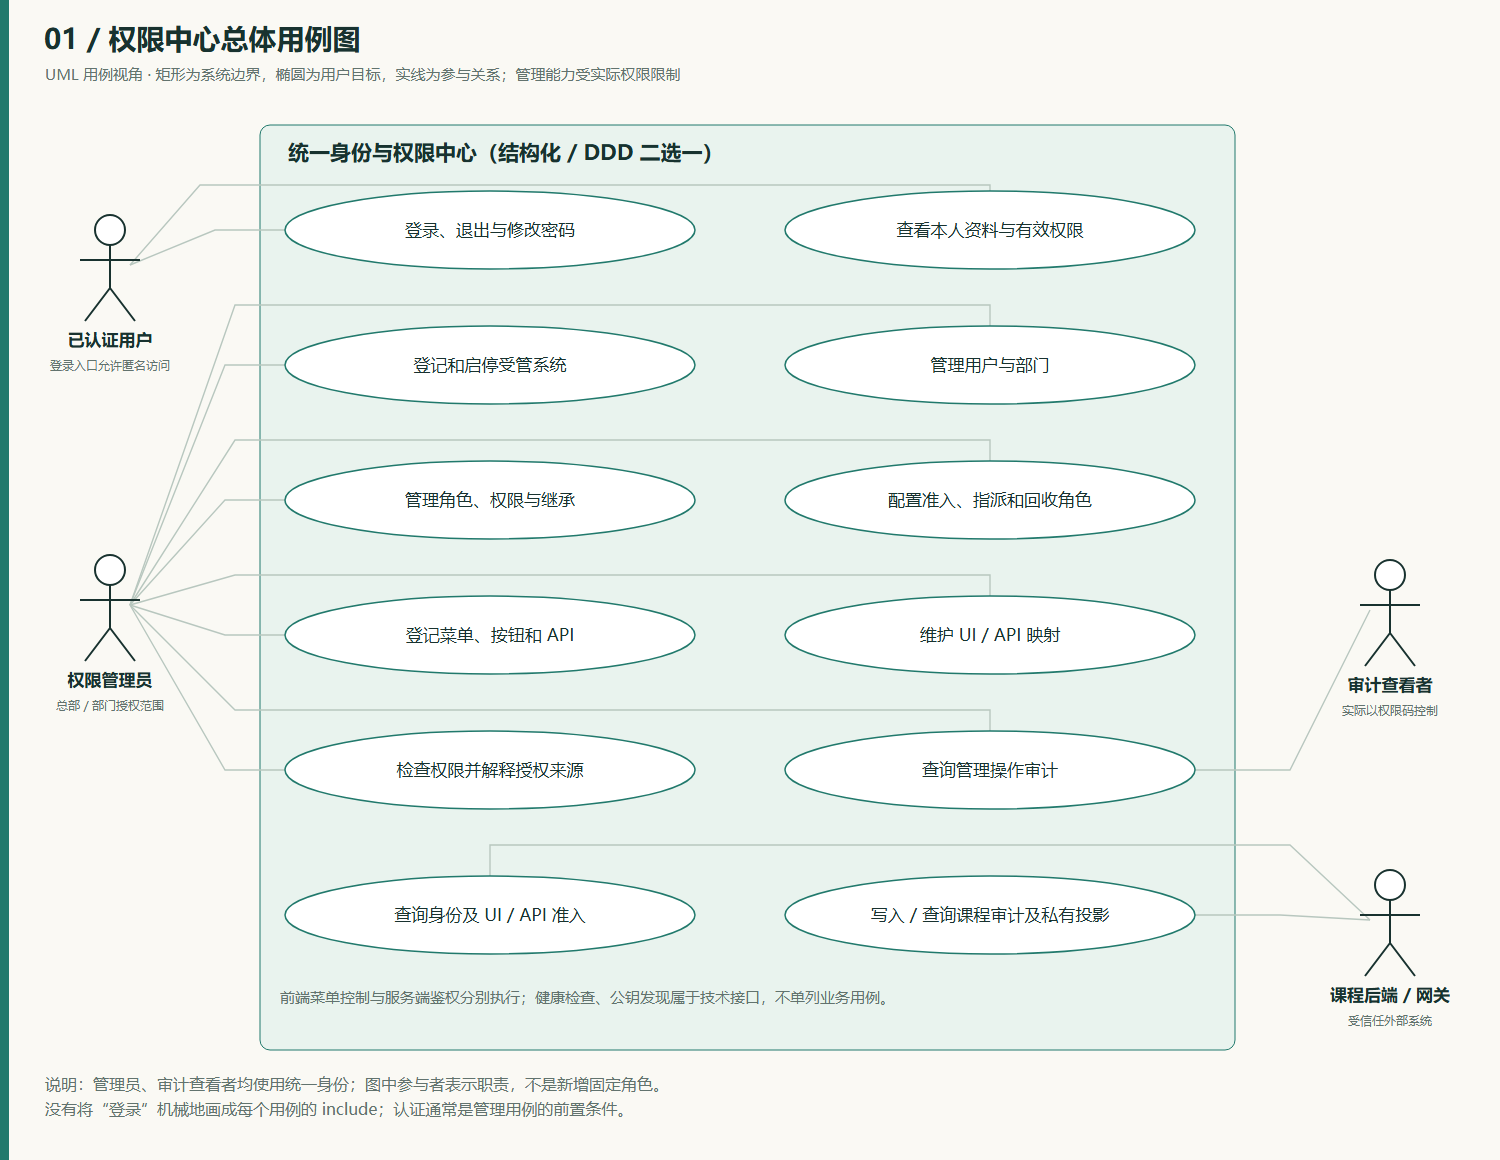 01 / 权限中心总体用例图
UML 用例视角 · 矩形为系统边界，椭圆为用户目标，实线为参与关系；管理能力受实际权限限制
统一身份与权限中心（结构化 / DDD 二选一）
登录、退出与修改密码
查看本人资料与有效权限
已认证用户
登录入口允许匿名访问
登记和启停受管系统
管理用户与部门
管理角色、权限与继承
配置准入、指派和回收角色
权限管理员
总部 / 部门授权范围
登记菜单、按钮和 API
维护 UI / API 映射
审计查看者
实际以权限码控制
检查权限并解释授权来源
查询管理操作审计
查询身份及 UI / API 准入
写入 / 查询课程审计及私有投影
课程后端 / 网关
受信任外部系统
前端菜单控制与服务端鉴权分别执行；健康检查、公钥发现属于技术接口，不单列业务用例。
说明：管理员、审计查看者均使用统一身份；图中参与者表示职责，不是新增固定角色。
没有将“登录”机械地画成每个用例的 include；认证通常是管理用例的前置条件。